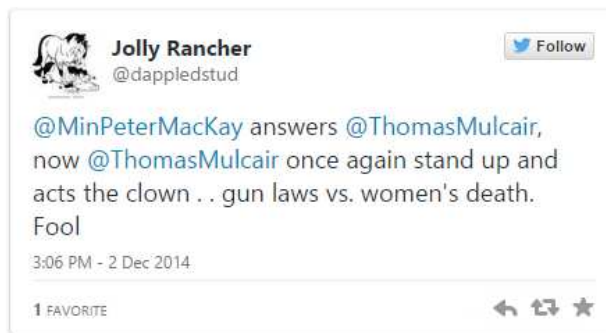 Jolly Rancher
Follow
@dappledstud
@MinPeterMacKay answers @ThomasMulcair,
now @ThomasMulcair once again stand up and
acts the clown . . gun laws vs. women's death.
Fool
3:06 PM - 2 Dec 2014
1 FAVORITE